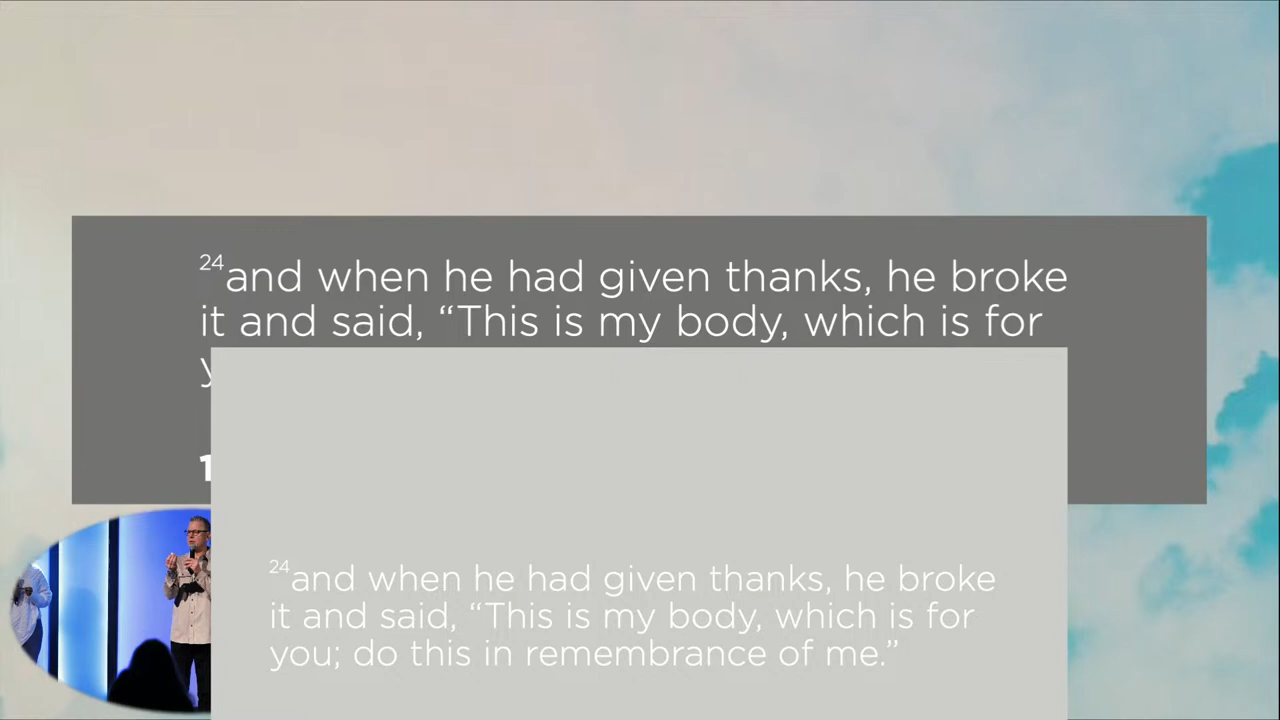 24and when he had given thanks, he broke
it and said, “This is my body, which is for
y
1
24and when he had given thanks, he broke
it and said, “This is my body, which is for
you; do this in remembrance of me.”